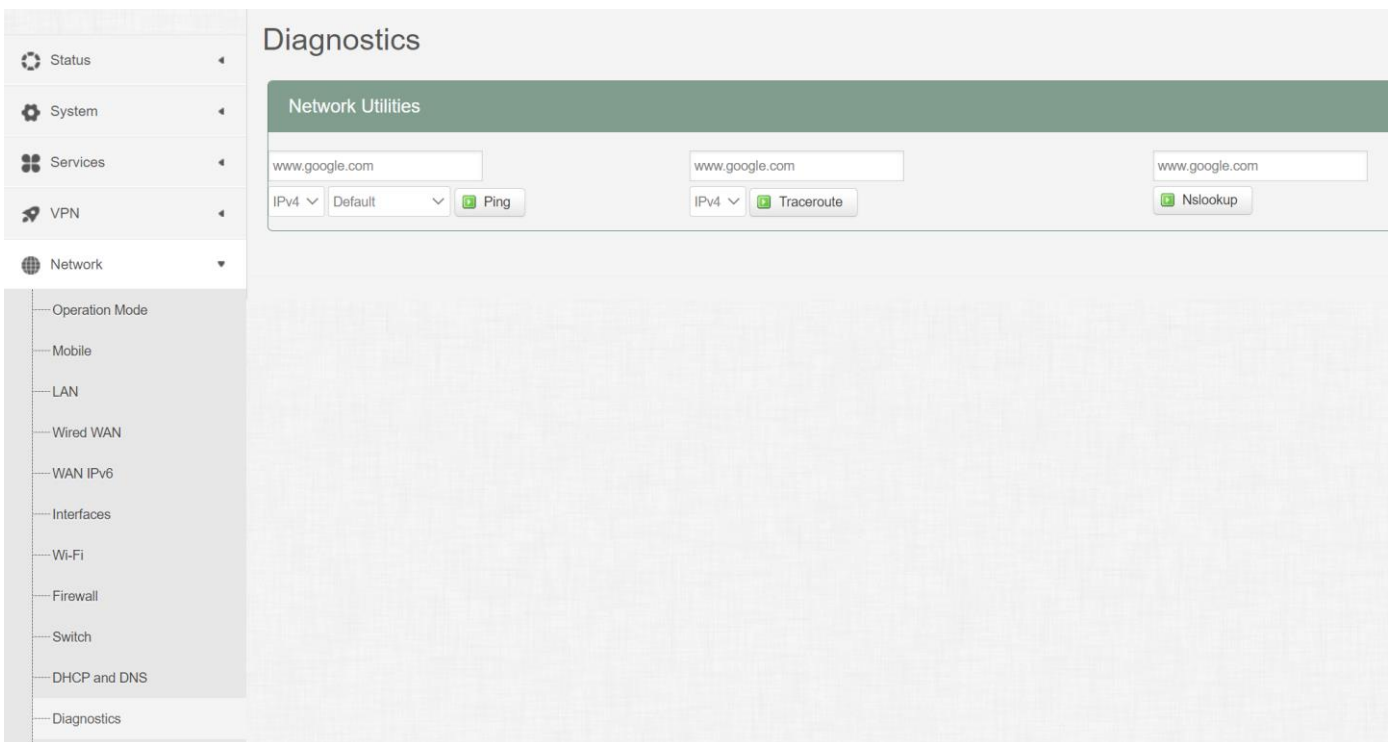 Diagnostics
Status
System
Services
VPN
Network
Operation Mode
Mobile
LAN
Wired WAN
WAN IPv6
Interfaces
Wi-Fi
Firewall
Switch
DHCP and DNS
Diagnostics
Network Utilities
www.google.com
IPv4 Default Ping
www.google.com
IPv4 Traceroute
www.google.com
Nslookup